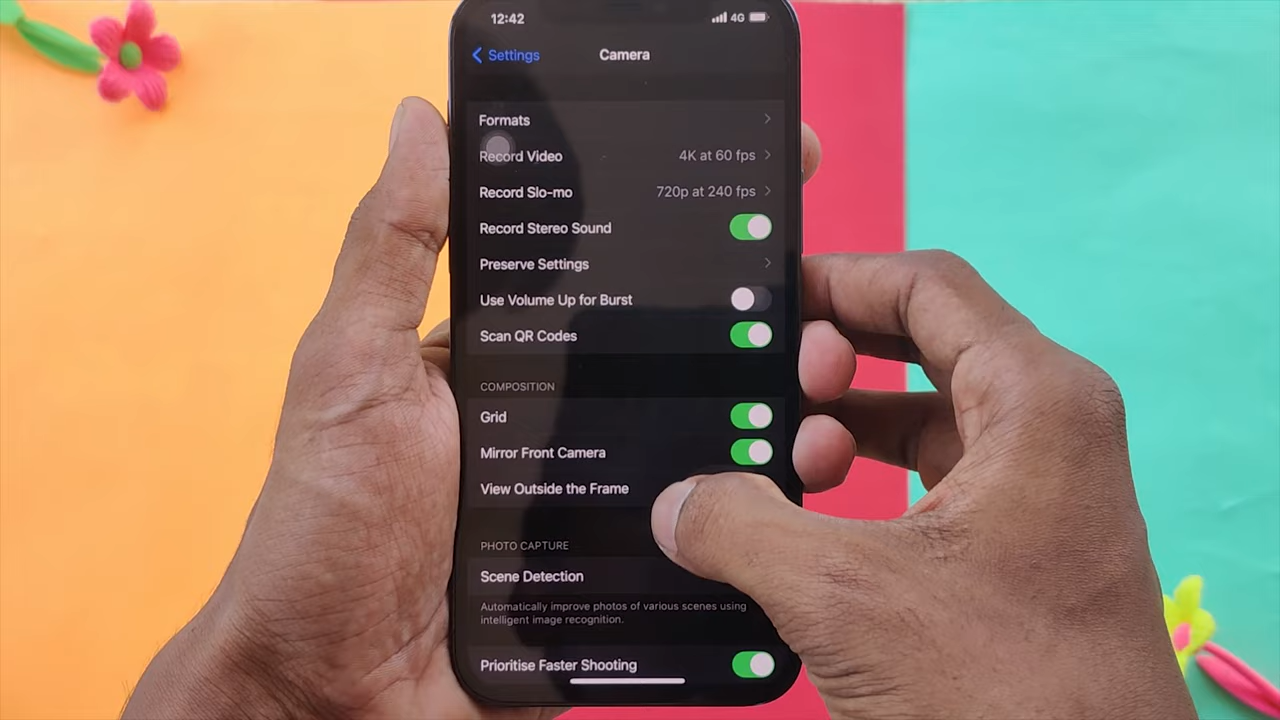 12:42
4G
Settings
Camera
Formats
Record Video
4K at 60 fps
Record Slo-mo
720p at 240 fps
Record Stereo Sound
Preserve Settings
Use Volume Up for Burst
Scan QR Codes
COMPOSITION
Grid
Mirror Front Camera
View Outside the Frame
PHOTO CAPTURE
Scene Detection
Automatically improve photos of various scenes using
intelligent image recognition.
Prioritise Faster Shooting